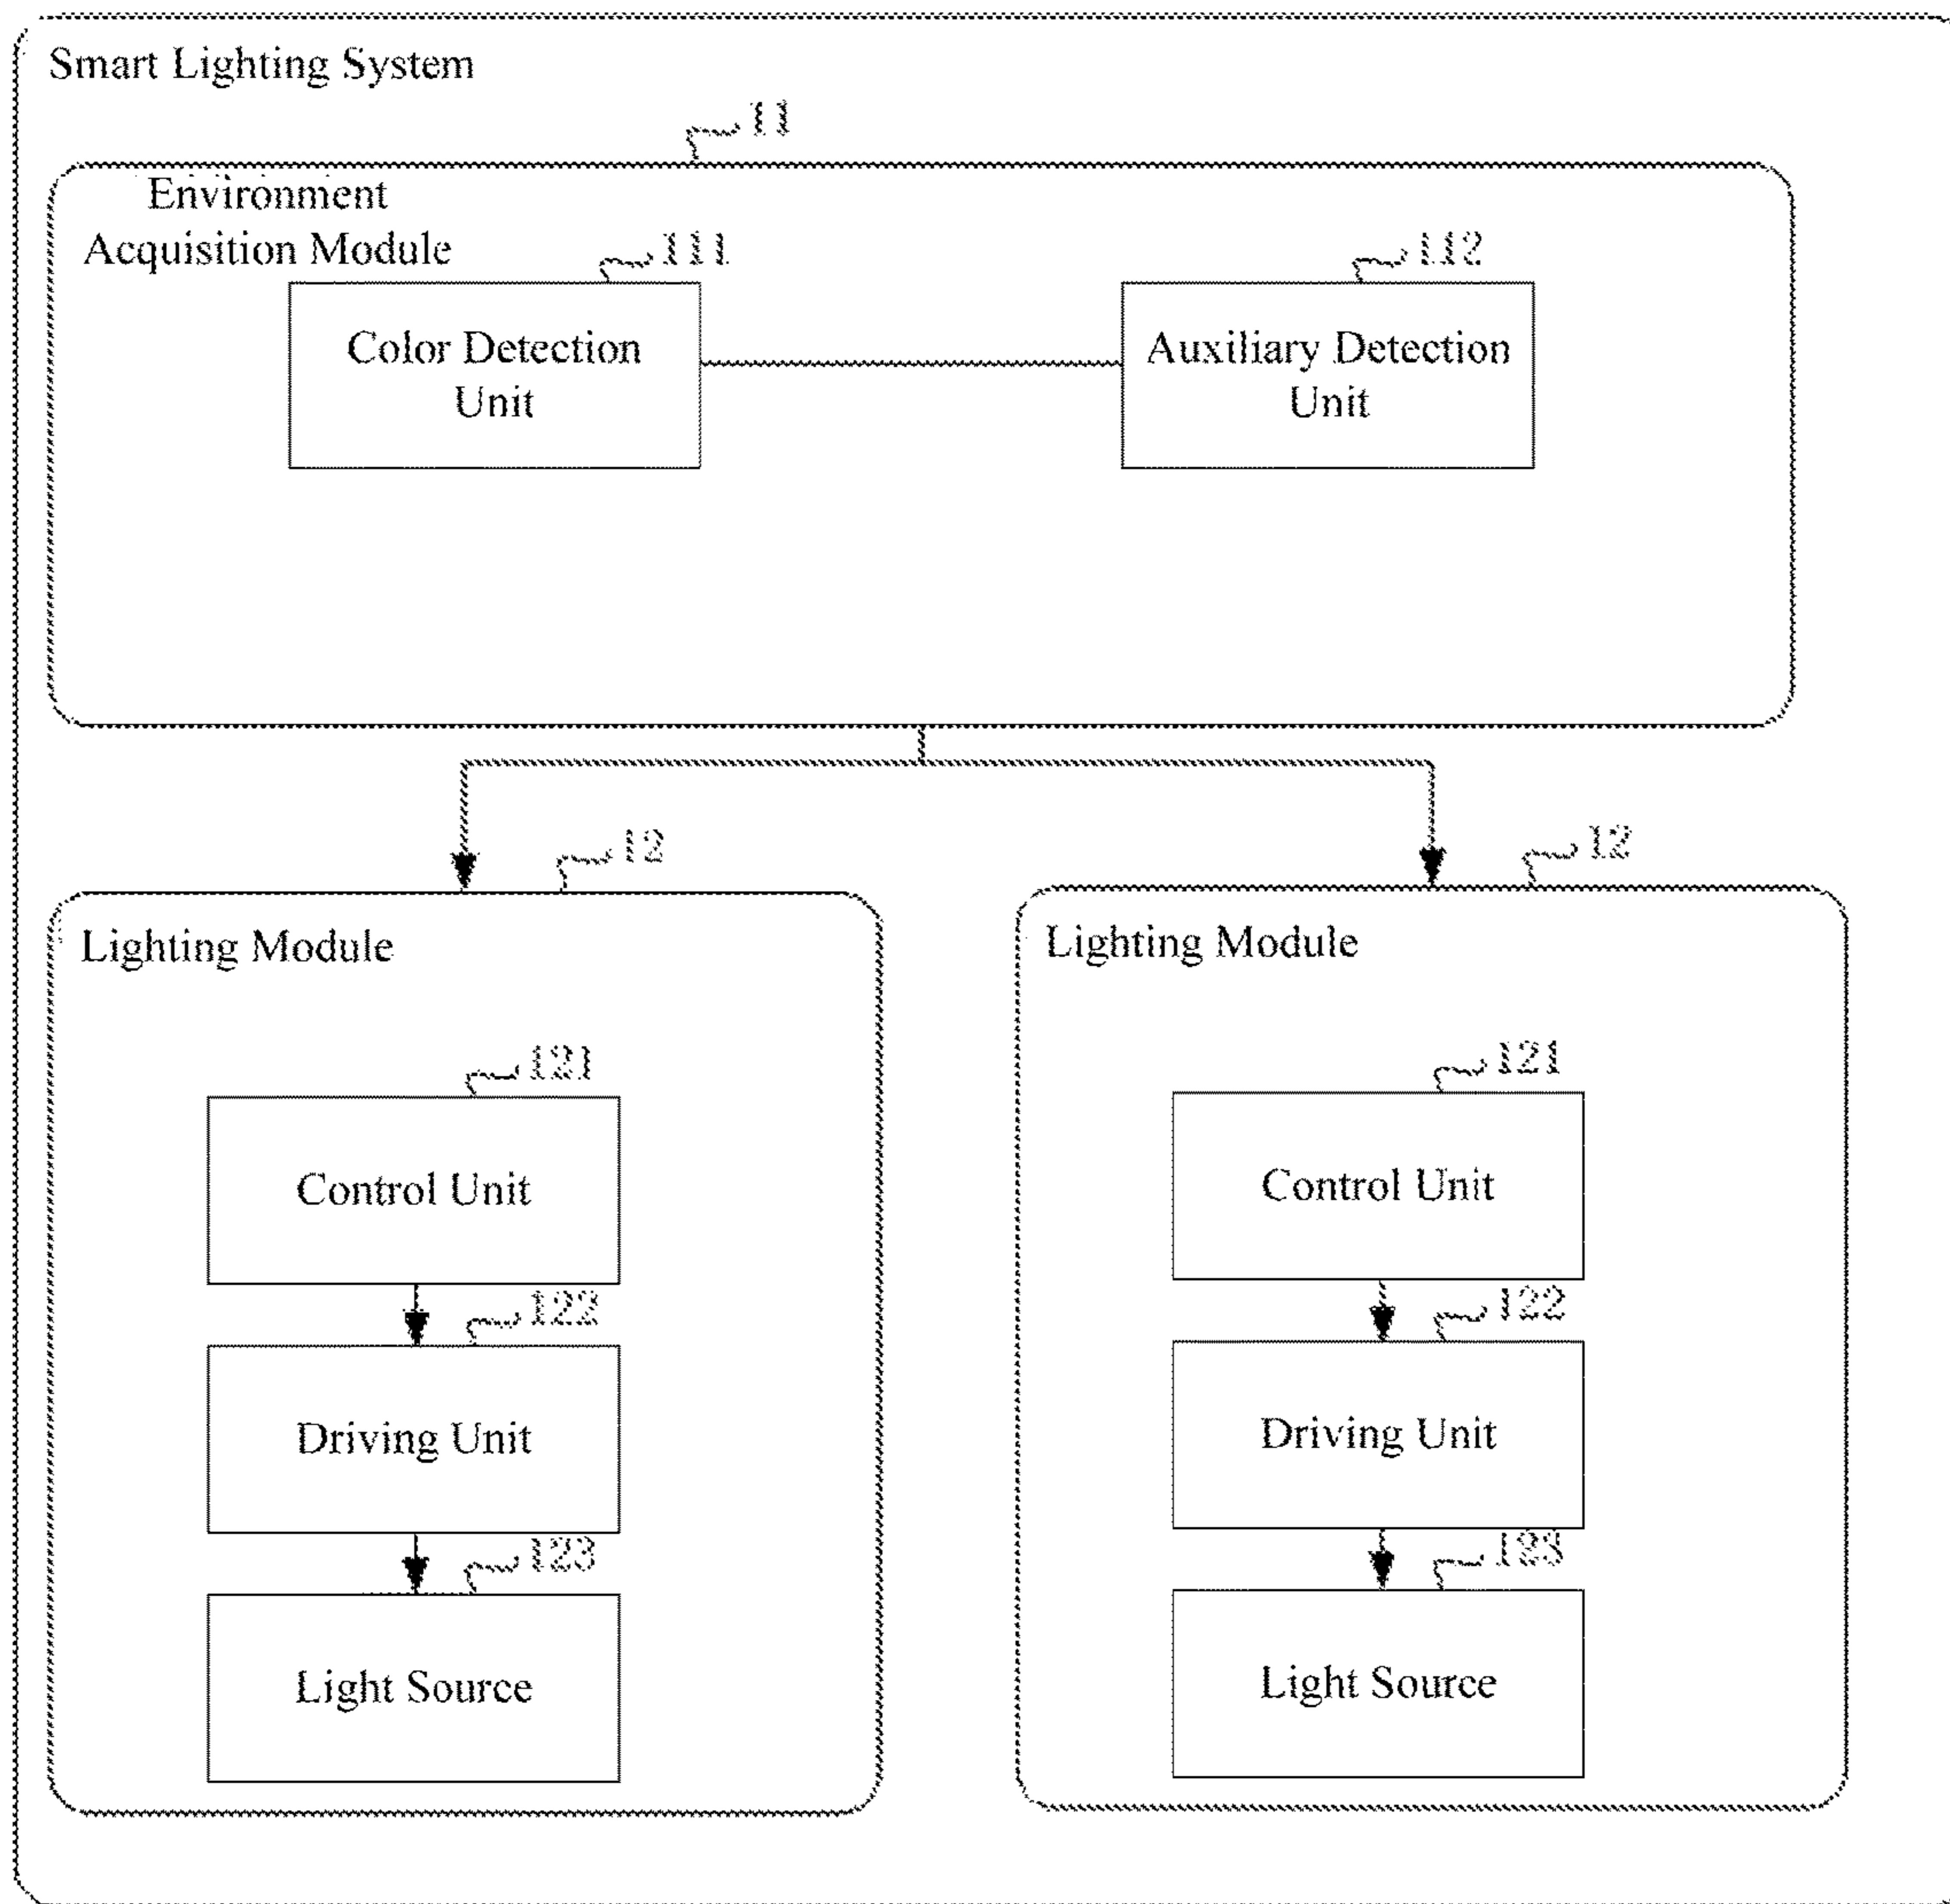 Smart Lighting System
11
Environment
Acquisition Module
111
112
Color Detection
Unit
Auxiliary Detection
Unit
12
12
Lighting Module
Lighting Module
121
121
Control Unit
Control Unit
122
122
Driving Unit
Driving Unit
123
123
Light Source
Light Source